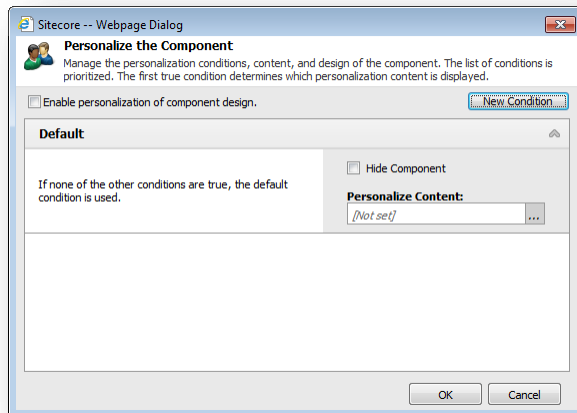 Sitecore -- Webpage Dialog
Personalize the Component
Manage the personalization conditions, content, and design of the component. The list of conditions is
prioritized. The first true condition determines which personalization content is displayed.
Enable personalization of component design.
New Condition
Default
Hide Component
If none of the other conditions are true, the default
condition is used.
Personalize Content:
[Not set]
...
OK
Cancel